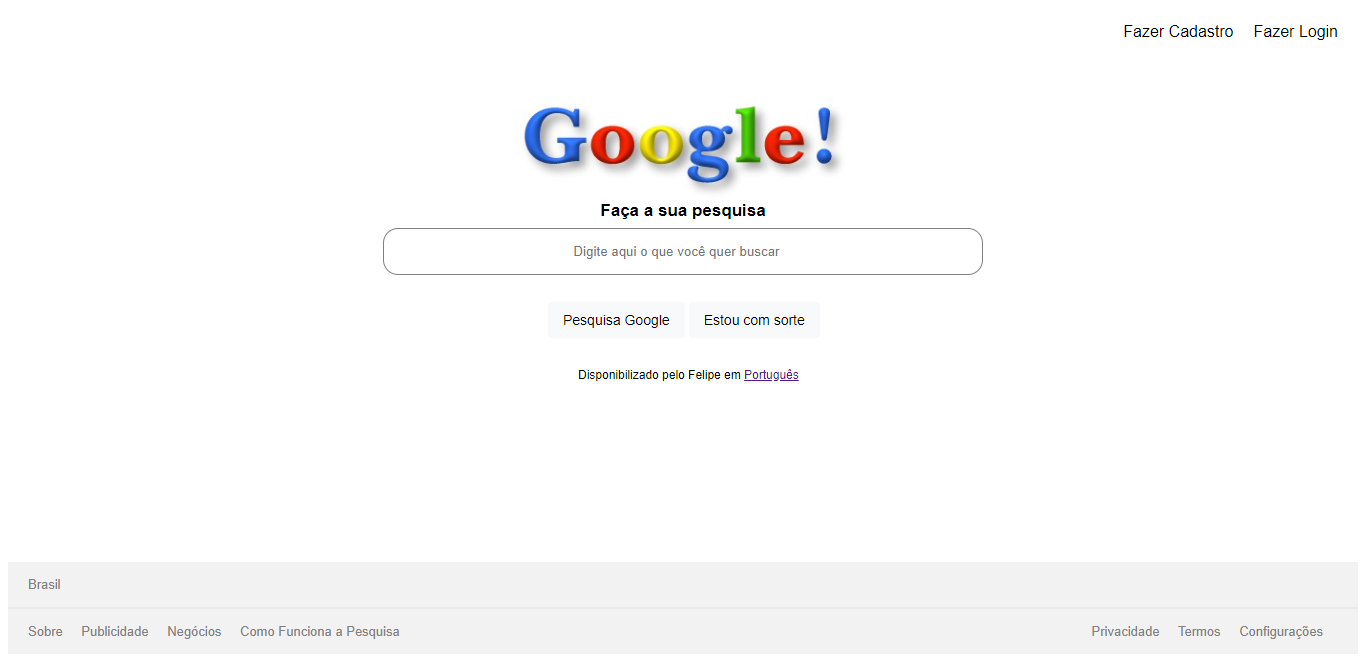 Fazer Cadastro Fazer Login
Google!
Faça a sua pesquisa
Digite aqui o que você quer buscar
Pesquisa Google Estou com sorte
Disponibilizado pelo Felipe em Português
Brasil
Sobre Publicidade Negócios Como Funciona a Pesquisa Privacidade Termos Configurações